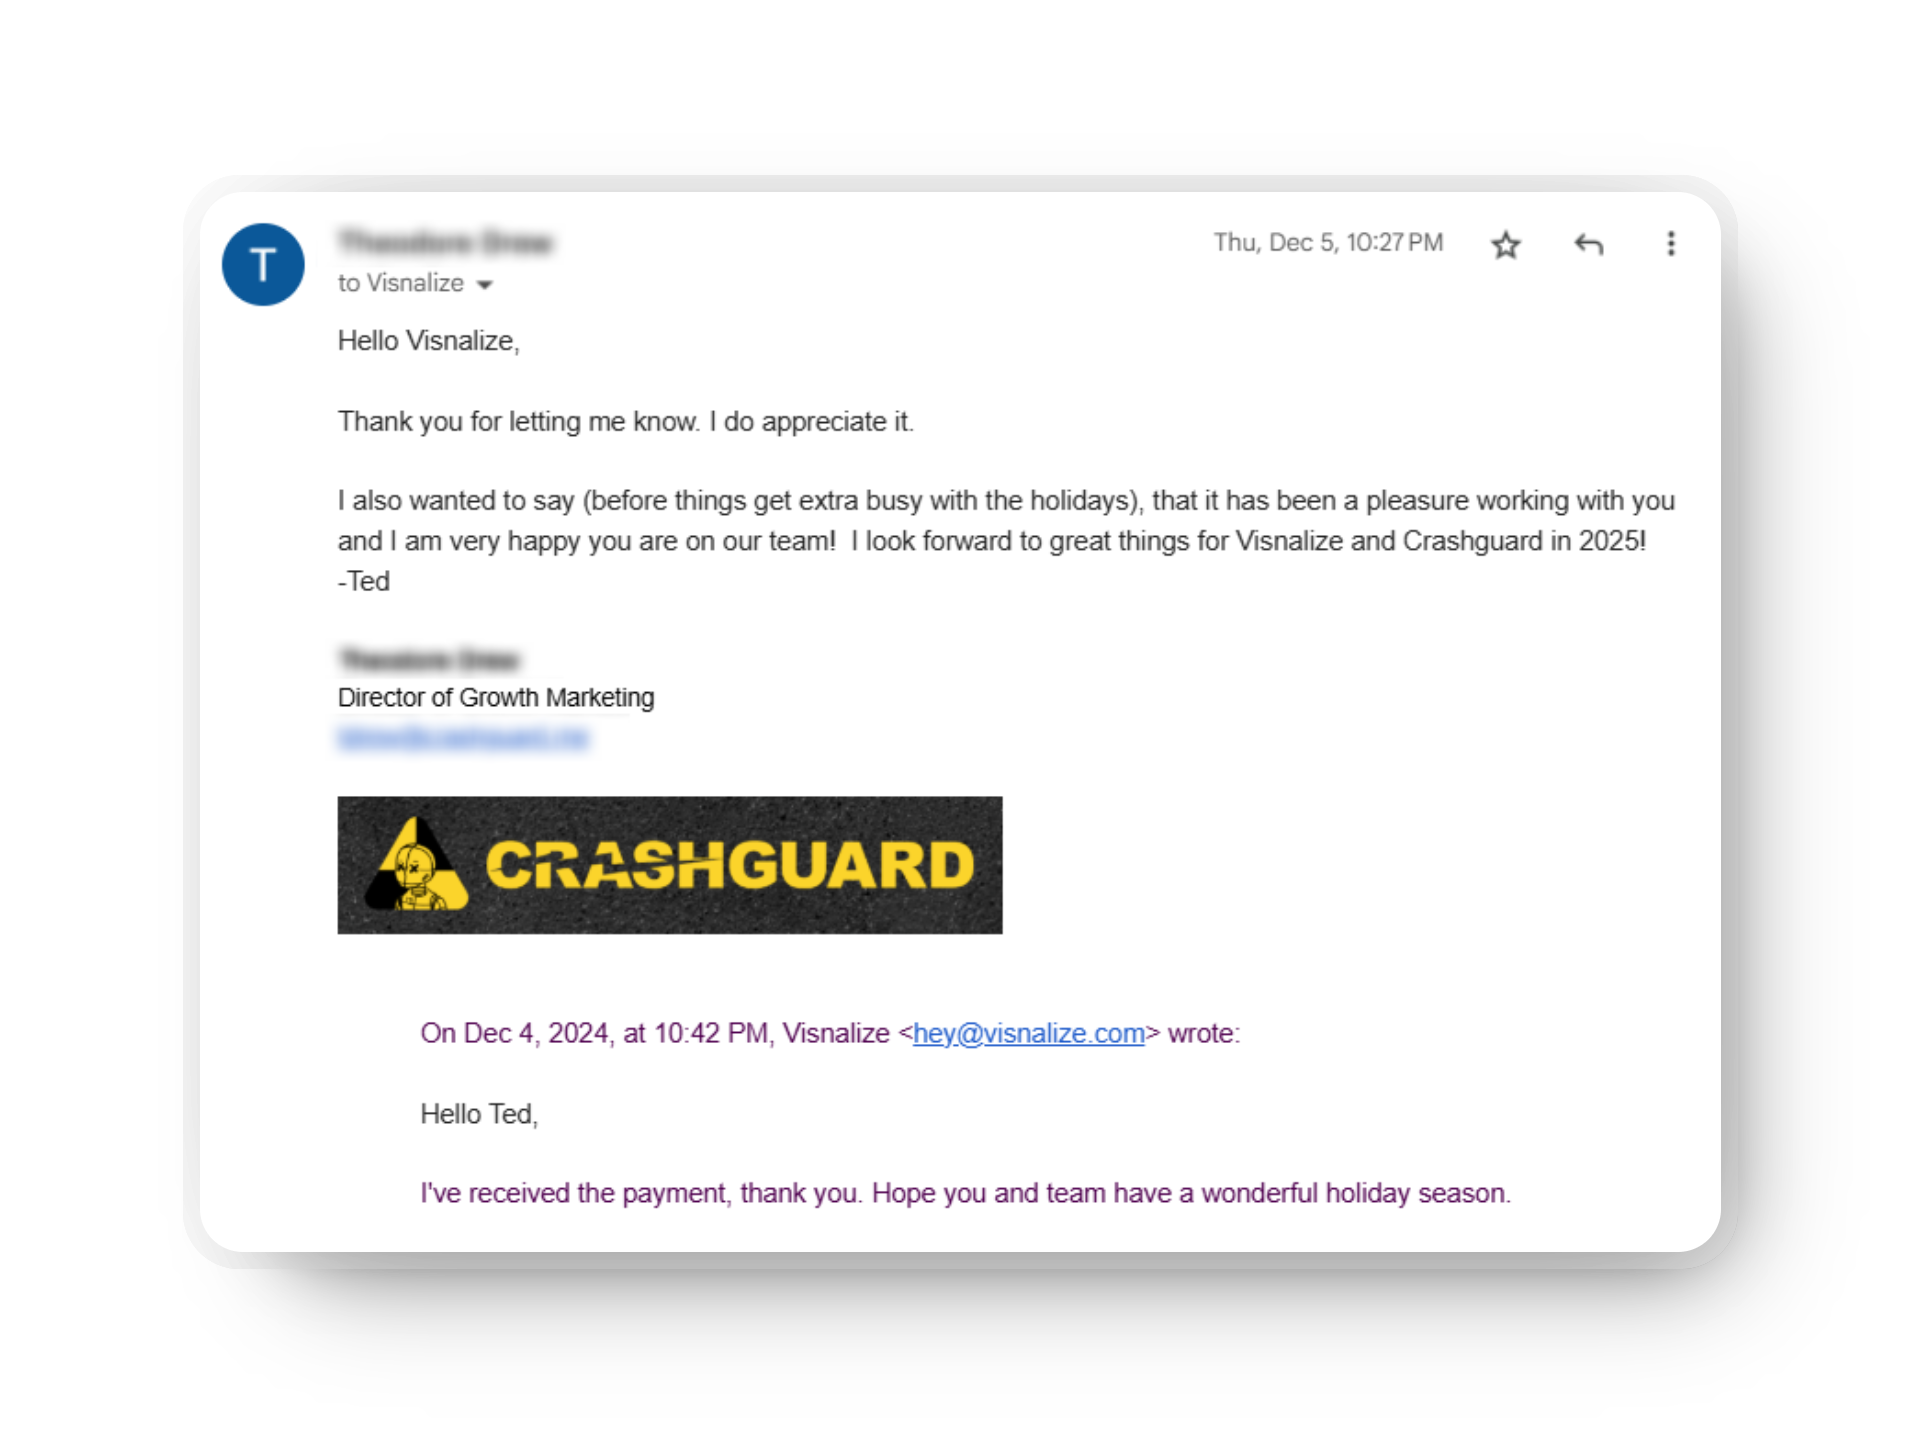 T
Thu, Dec 5, 10:27 PM
to Visnalize
Hello Visnalize,
Thank you for letting me know. I do appreciate it.
I also wanted to say (before things get extra busy with the holidays), that it has been a pleasure working with you
and I am very happy you are on our team!  I look forward to great things for Visnalize and Crashguard in 2025!
-Ted
Director of Growth Marketing
CRASHGUARD
On Dec 4, 2024, at 10:42 PM, Visnalize <hey@visnalize.com> wrote:
Hello Ted,
I've received the payment, thank you. Hope you and team have a wonderful holiday season.